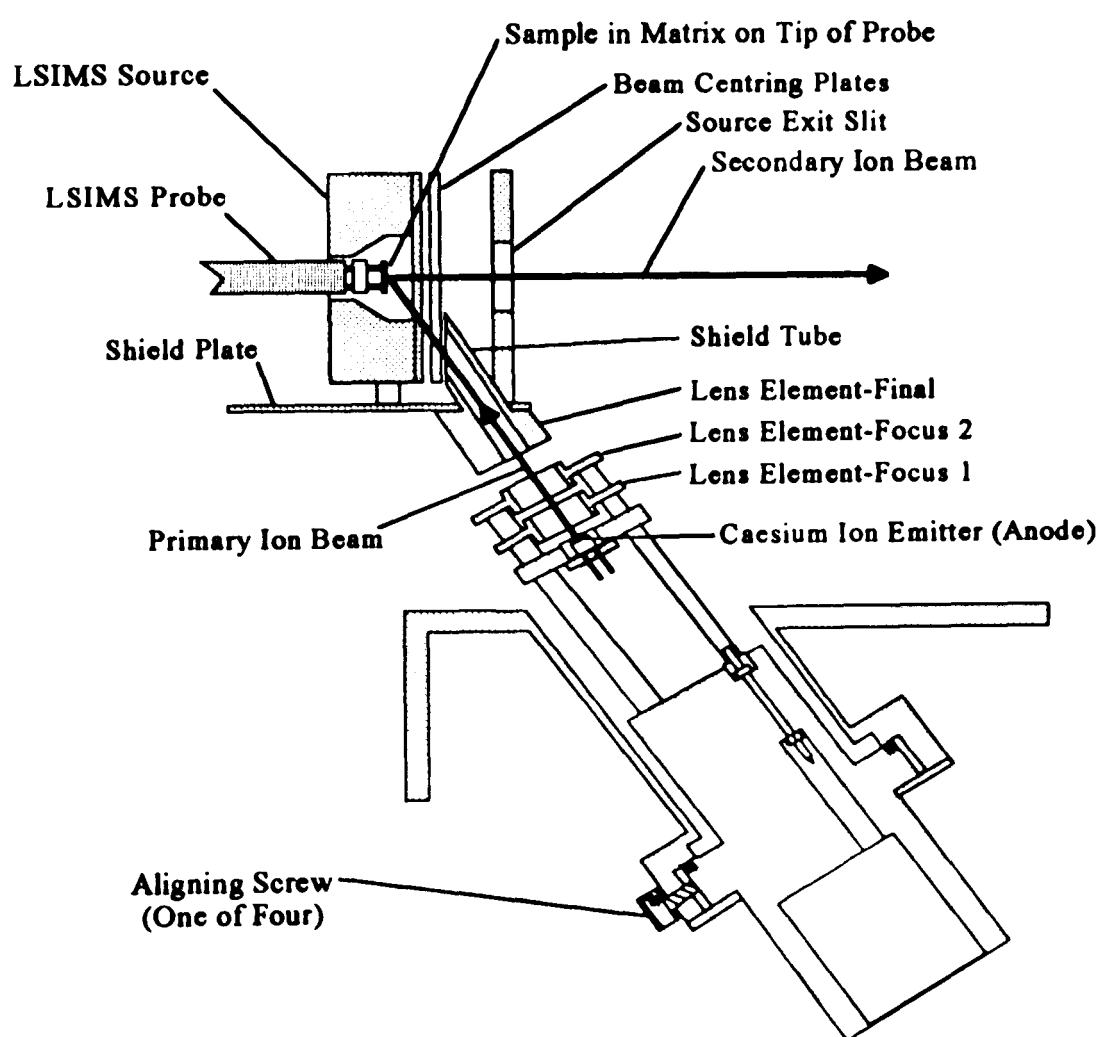 Sample in Matrix on Tip of Probe
LSIMS Source
Beam Centring Plates
Source Exit Slit
Secondary Ion Beam
LSIMS Probe
Shield Plate
Shield Tube
Lens Element-Final
Lens Element-Focus 2
Lens Element-Focus 1
Primary Ion Beam
Caesium Ion Emitter (Anode)
Aligning Screw
(One of Four)